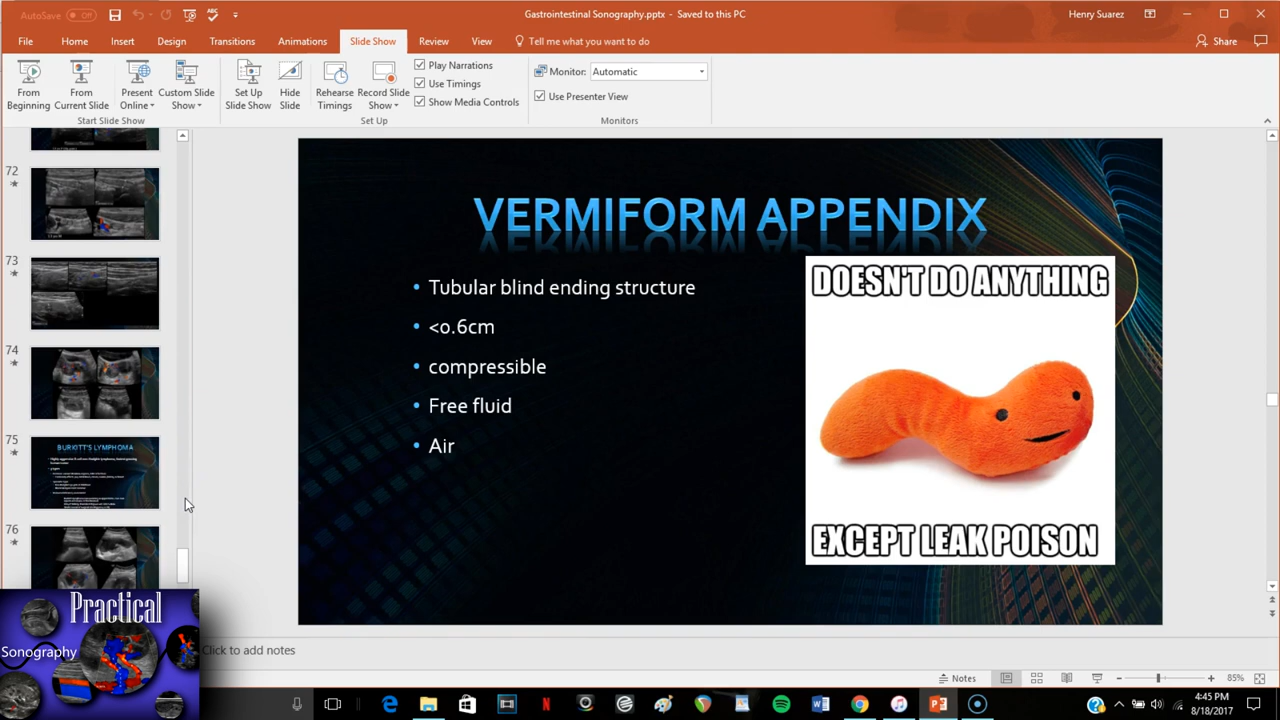 AutoSave Off
Gastrointestinal Sonography.pptx - Saved to this PC
Henry Suarez
File Home Insert Design Transitions Animations Slide Show Review View Tell me what you want to do Share
From Beginning
From Current Slide
Present Online
Custom Slide Show
Set Up Slide Show
Hide Slide
Rehearse Timings
Record Slide Show
Play Narrations
Use Timings
Show Media Controls
Monitor: Automatic
Use Presenter View
Start Slide Show
Set Up
Monitors
72
73
74
75
BURKITT'S LYMPHOMA
76
VERMIFORM APPENDIX
• Tubular blind ending structure
• <0.6cm
• compressible
• Free fluid
• Air
DOESN'T DO ANYTHING
EXCEPT LEAK POISON
Practical
Sonography
Click to add notes
Notes
85%
4:45 PM
8/18/2017